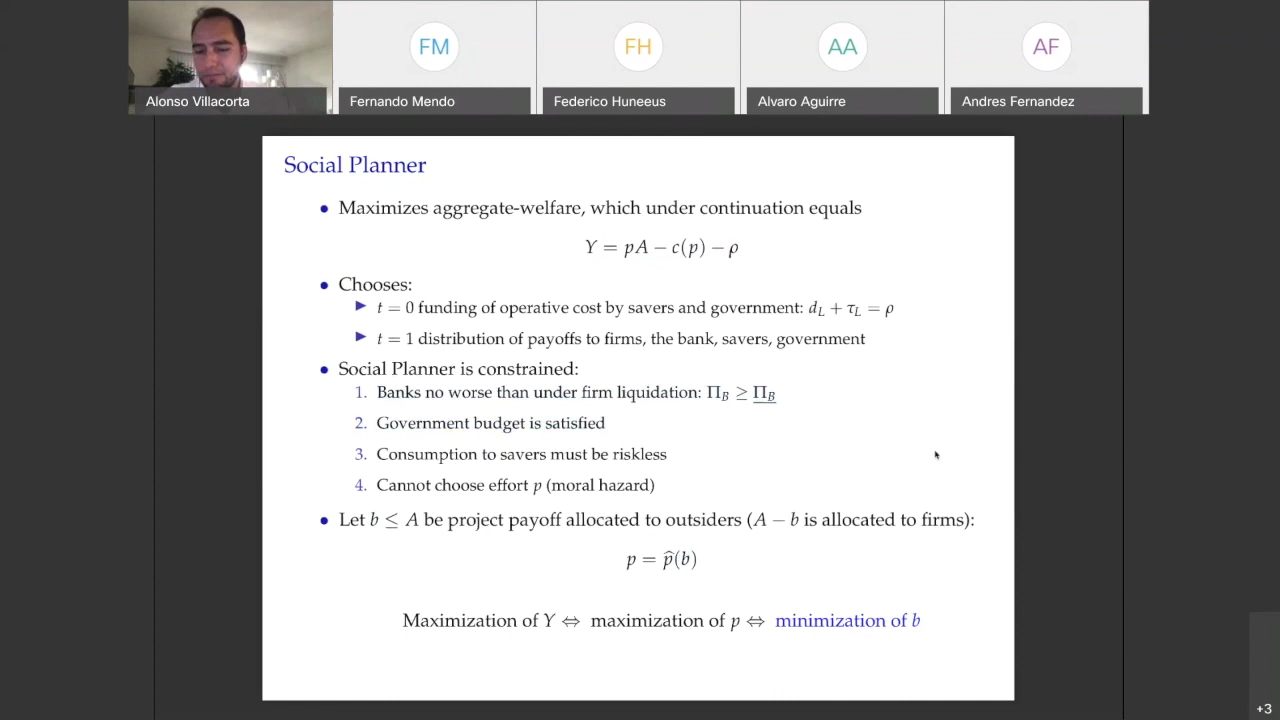 FM
FH
AA
AF
Alonso Villacorta
Fernando Mendo
Federico Huneeus
Alvaro Aguirre
Andres Fernandez
Social Planner
• Maximizes aggregate-welfare, which under continuation equals
Y = pA − c(p) − ρ
• Chooses:
▶ t = 0 funding of operative cost by savers and government: d_L + τ_L = ρ
▶ t = 1 distribution of payoffs to firms, the bank, savers, government
• Social Planner is constrained:
1. Banks no worse than under firm liquidation: Π_B ≥ <u>Π_B</u>
2. Government budget is satisfied
3. Consumption to savers must be riskless
4. Cannot choose effort p (moral hazard)
• Let b ≤ A be project payoff allocated to outsiders (A − b is allocated to firms):
p = p̂(b)
Maximization of Y ⇔ maximization of p ⇔ minimization of b
+3